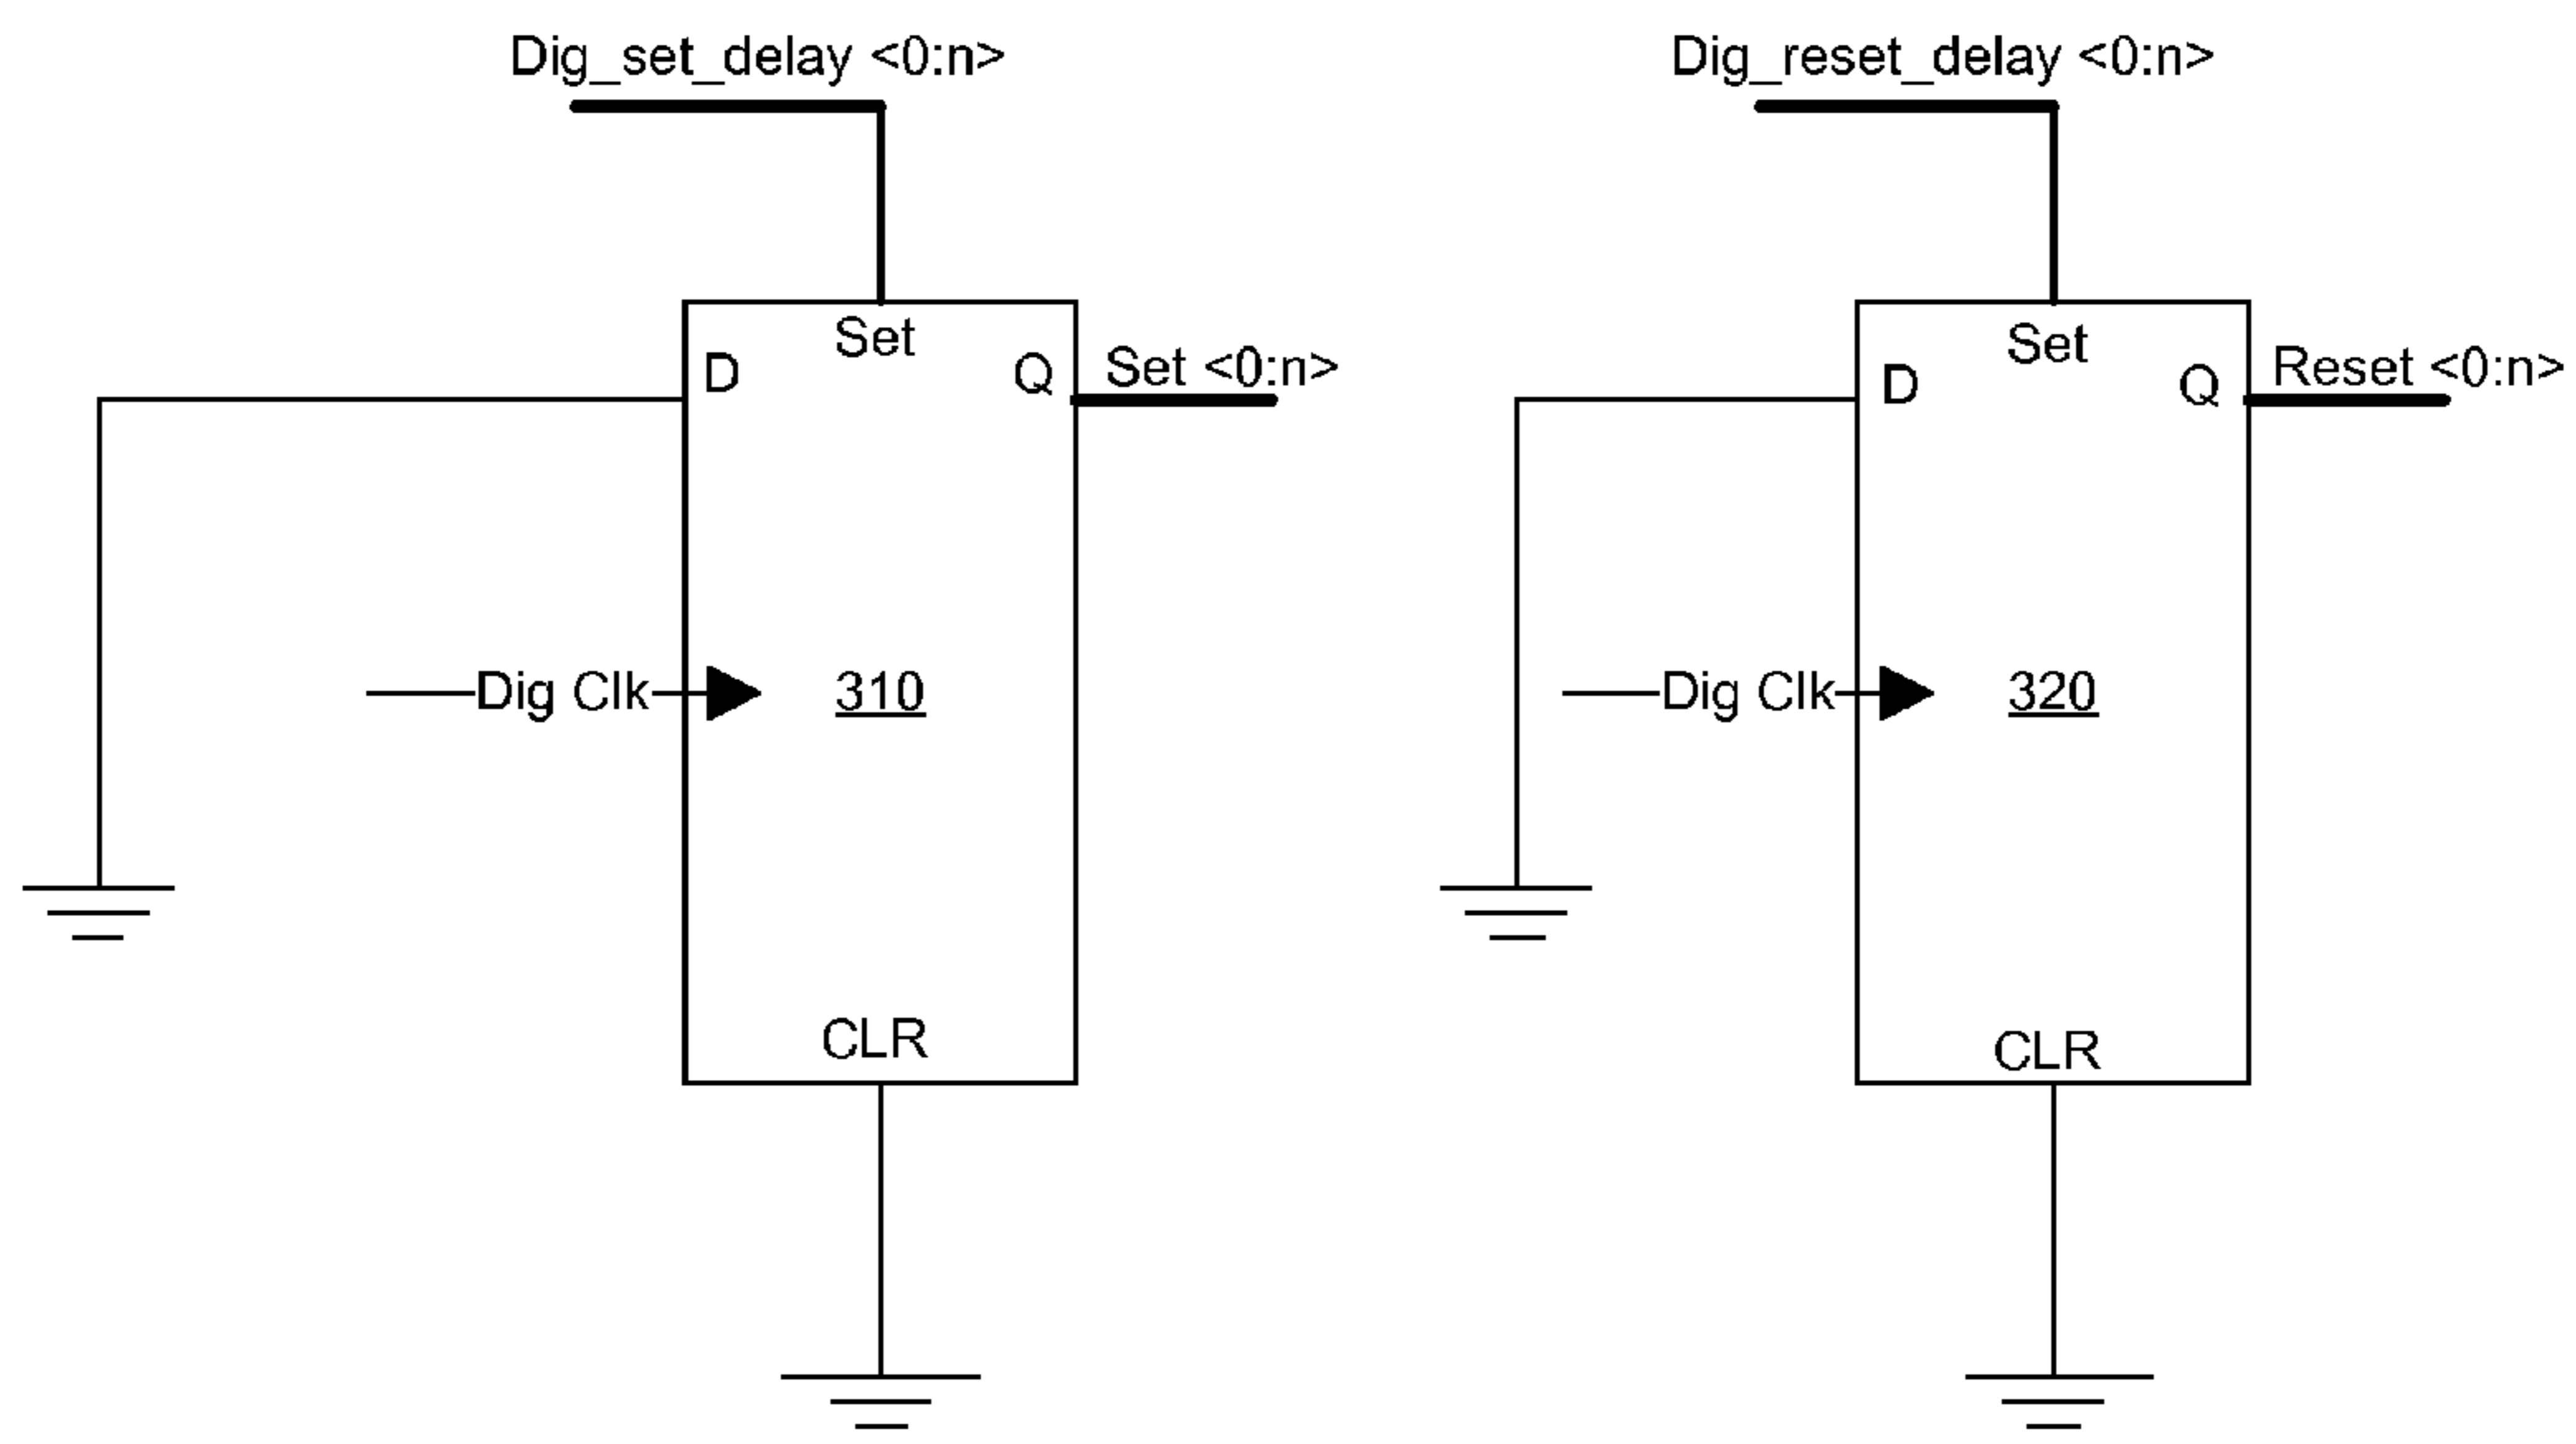 Dig_set_delay <0:n>
Set
D
Q
Set <0:n>
Dig Clk
310
CLR
Dig_reset_delay <0:n>
Set
D
Q
Reset <0:n>
Dig Clk
320
CLR